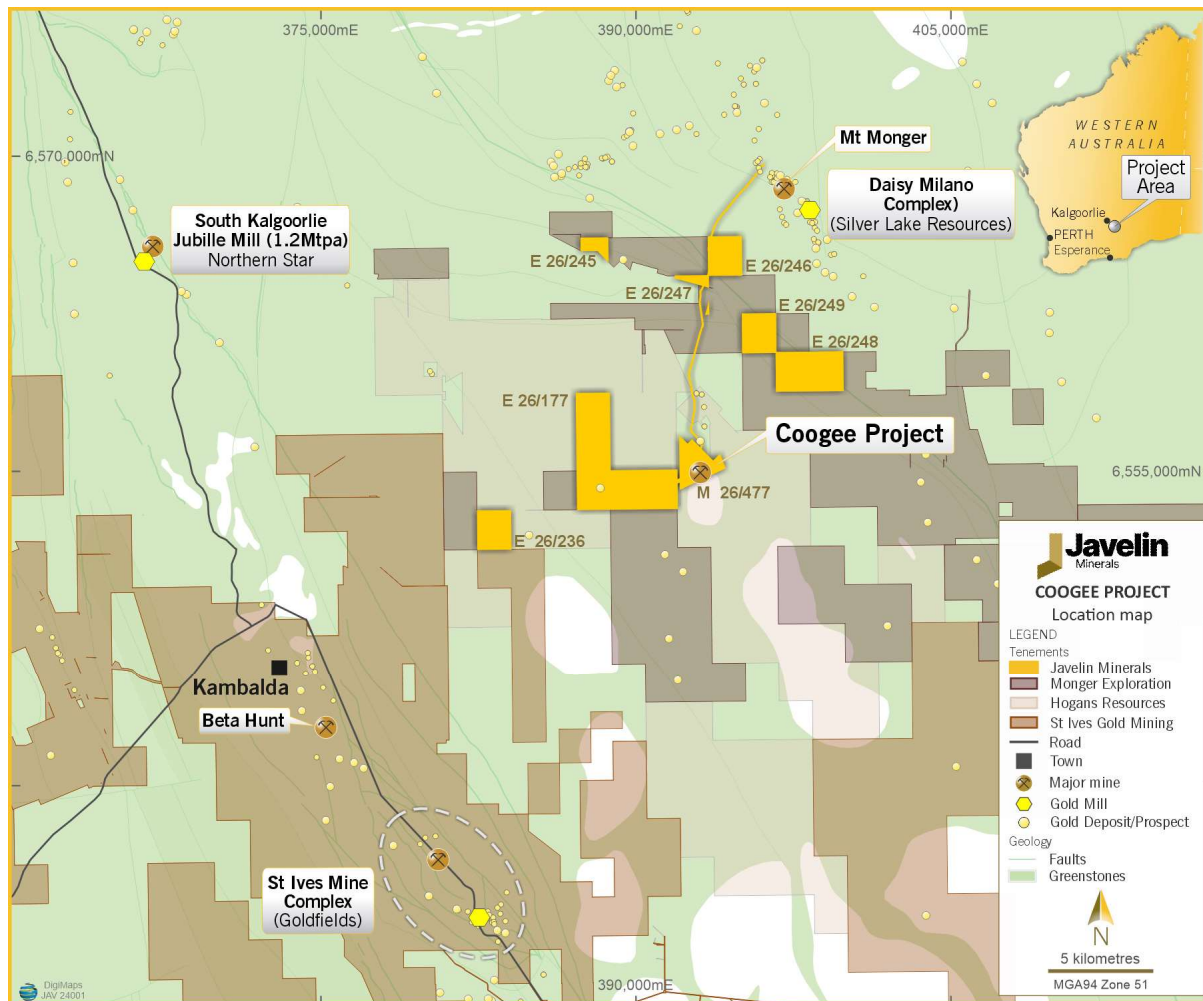 375,000mE
390,000mE
405,000mE
6,570,000mN
WESTERN
AUSTRALIA
Project
Area
Kalgoorlie
PERTH
Esperance
Mt Monger
Daisy Milano
Complex)
(Silver Lake Resources)
South Kalgoorlie
Jubille Mill (1.2Mtpa)
Northern Star
E 26/245
E 26/246
E 26/247
E 26/249
E 26/248
E 26/177
Coogee Project
M 26/477
6,555,000mN
E 26/236
Kambalda
Beta Hunt
St Ives Mine
Complex
(Goldfields)
Javelin
Minerals
COOGEE PROJECT
Location map
LEGEND
Tenements
Javelin Minerals
Monger Exploration
Hogans Resources
St Ives Gold Mining
Road
Town
Major mine
Gold Mill
Gold Deposit/Prospect
Geology
Faults
Greenstones
N
5 kilometres
MGA94 Zone 51
390,000mE
DigiMaps
JAV 24001